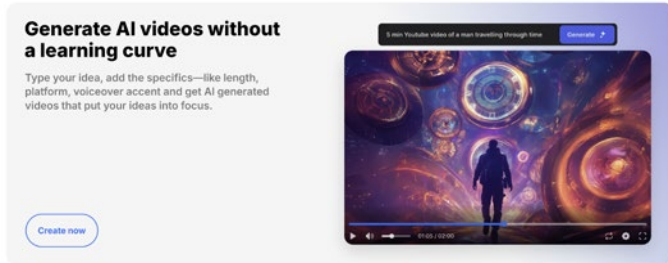 Generate AI videos without
a learning curve
Type your idea, add the specifics—like length,
platform, voiceover accent and get AI generated
videos that put your ideas into focus.
Create now
5 min Youtube video of a man travelling through time
Generate
01:05 / 02:00